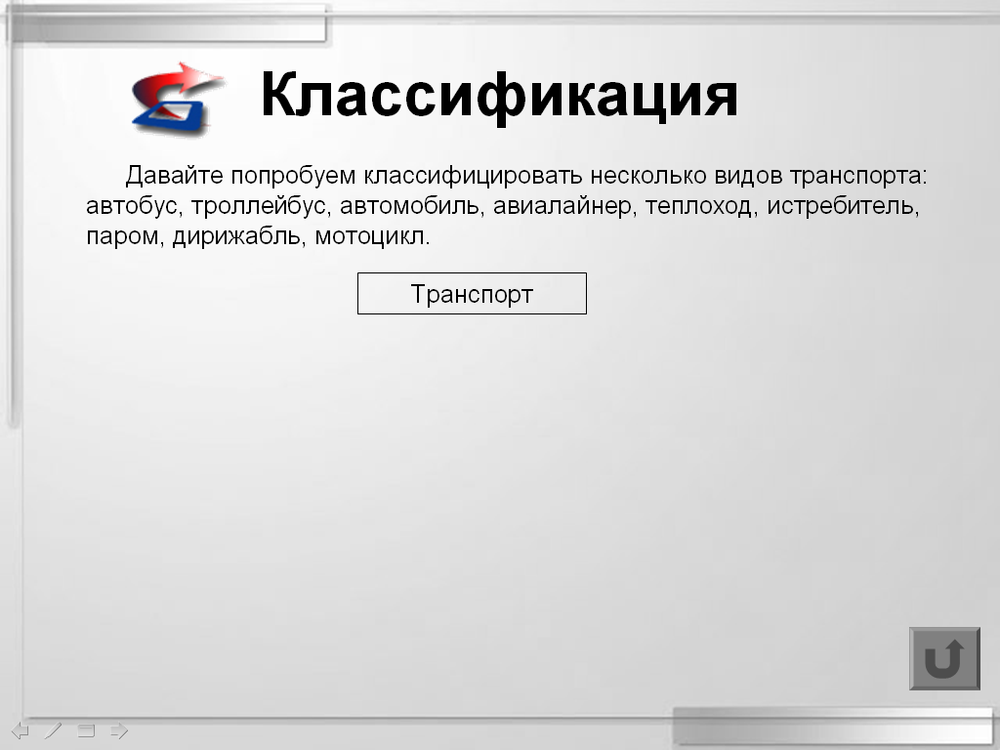 Классификация
Давайте попробуем классифицировать несколько видов транспорта:
автобус, троллейбус, автомобиль, авиалайнер, теплоход, истребитель,
паром, дирижабль, мотоцикл.
Транспорт